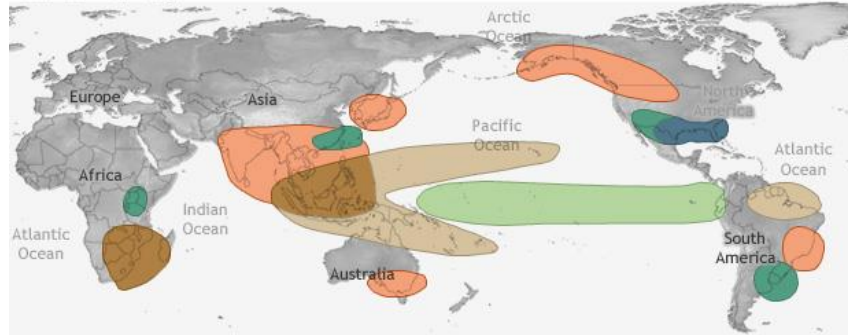 Arctic
Ocean
Europe
Asia
North
America
Pacific
Ocean
Atlantic
Ocean
Africa
Indian
Ocean
Atlantic
Ocean
South
America
Australia